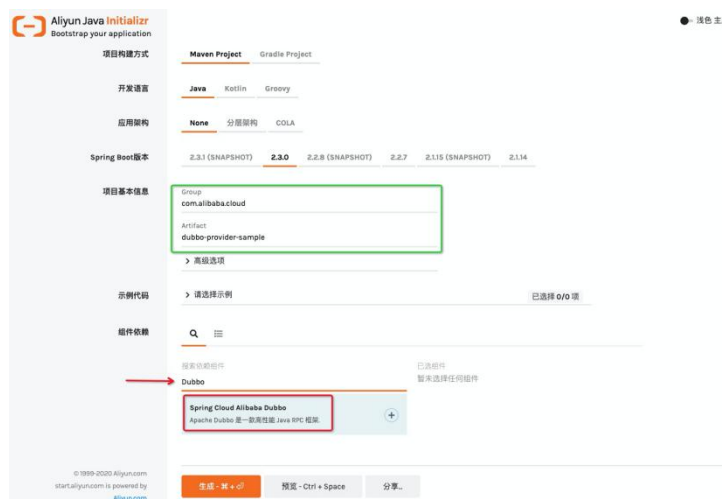 Aliyun Java Initializr
Bootstrap your application
浅色 主
项目构建方式
Maven Project Gradle Project
开发语言
Java Kotlin Groovy
应用架构
None 分层架构 COLA
Spring Boot版本
2.3.1 (SNAPSHOT) 2.3.0 2.2.8 (SNAPSHOT) 2.2.7 2.1.15 (SNAPSHOT) 2.1.14
项目基本信息
Group
com.alibaba.cloud
Artifact
dubbo-provider-sample
> 高级选项
示例代码
> 请选择示例
已选择 0/0 项
组件依赖
搜索依赖组件
已选组件
Dubbo
暂未选择任何组件
Spring Cloud Alibaba Dubbo
Apache Dubbo 是一款高性能 Java RPC 框架.
© 1999-2020 Aliyun.com
start.aliyun.com is powered by
Aliyun.com
生成 - ⌘ + ⏎ 预览 - Ctrl + Space 分享...